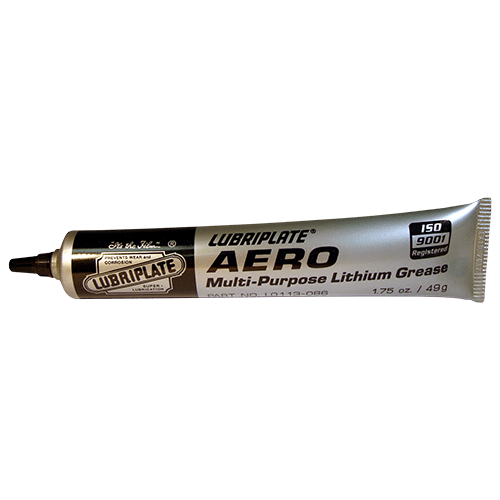 "It's the Film"®
PREVENTS WEAR and
CORROSION
LUBRIPLATE
SUPER-
LUBRICATION
LUBRIPLATE®
AERO
Multi-Purpose Lithium Grease
PART NO. L0113-086
1.75 oz. / 49g
ISO
9001
Registered